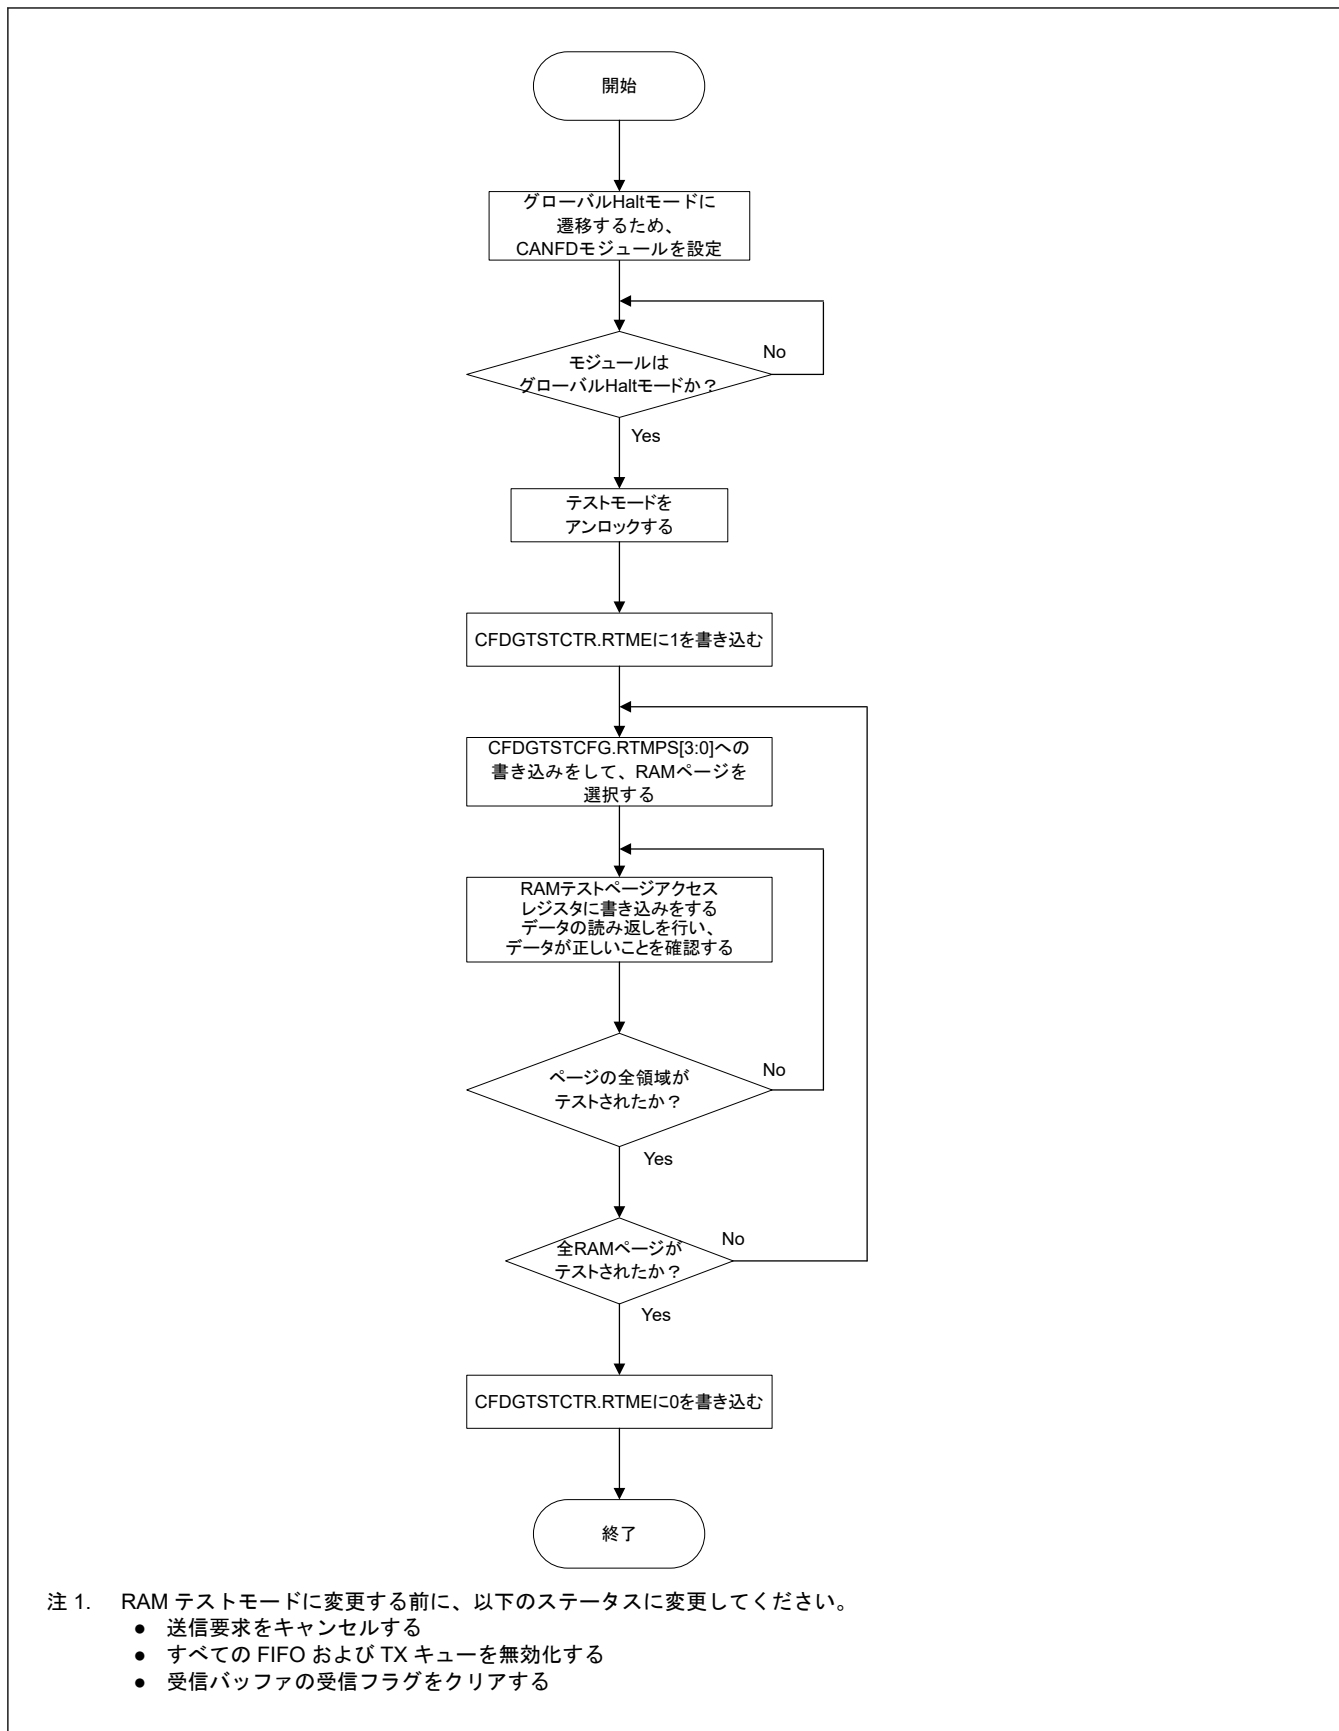 開始
グローバルHaltモードに
遷移するため、
CANFDモジュールを設定
モジュールは
グローバルHaltモードか？
No
Yes
テストモードを
アンロックする
CFDGTSTCTR.RTMEに1を書き込む
CFDGTSTCFG.RTMPS[3:0]への
書き込みをして、RAMページを
選択する
RAMテストページアクセス
レジスタに書き込みをする
データの読み返しを行い、
データが正しいことを確認する
ページの全領域が
テストされたか？
No
Yes
全RAMページが
テストされたか？
No
Yes
CFDGTSTCTR.RTMEに0を書き込む
終了
注 1. RAM テストモードに変更する前に、以下のステータスに変更してください。
● 送信要求をキャンセルする
● すべての FIFO および TX キューを無効化する
● 受信バッファの受信フラグをクリアする